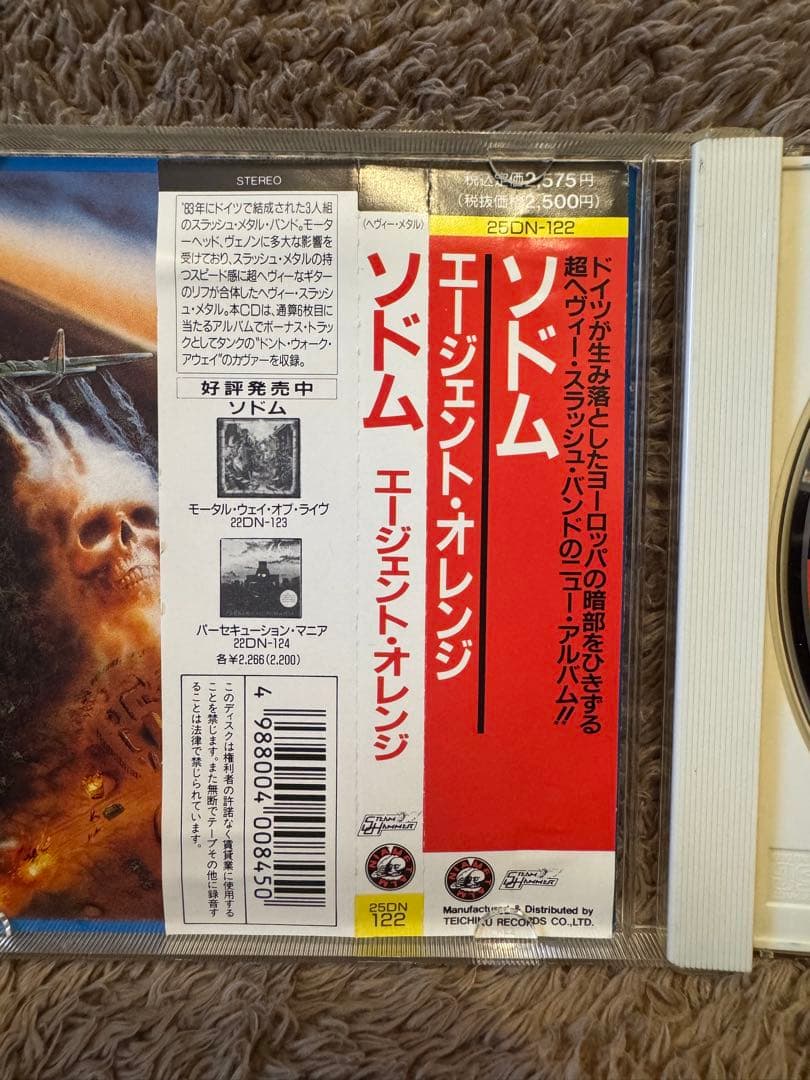 STEREO
'83年にドイツで結成された3人組
のスラッシュ・メタル・バンド。モーター
ヘッド、ヴェノンに多大な影響を
受けており、スラッシュ・メタルの持
つスピード感に超ヘヴィーなギター
のリフが合体したヘヴィー・スラッシ
ュ・メタル。本CDは、通算6枚目に
当たるアルバムでボーナス・トラッ
クとしてタンクの"ドント・ウォーク・
アウェイ"のカヴァーを収録。
好評発売中
ソドム
モータル・ウェイ・オブ・ライヴ
22DN-123
パーセキューション・マニア
22DN-124
各¥2.266(2.200)
このディスクは権利者の許諾なく賃貸業に使用する
ことを禁じます。また無断でテープその他に録音す
ることは法律で禁じられています。
4 988004 008450
(ヘヴィー・メタル)
ソドム エージェント・オレンジ
STEAM HAMMER
25DN
122
税込定価2,575円
(税抜価格2,500円)
25DN-122
ドイツが生み落としたヨーロッパの暗部をひきずる
超ヘヴィー・スラッシュ・バンドのニュー・アルバム!!
ソドム
エージェント・オレンジ
STEAM HAMMER
Manufactured & Distributed by
TEICHIKU RECORDS CO.,LTD.